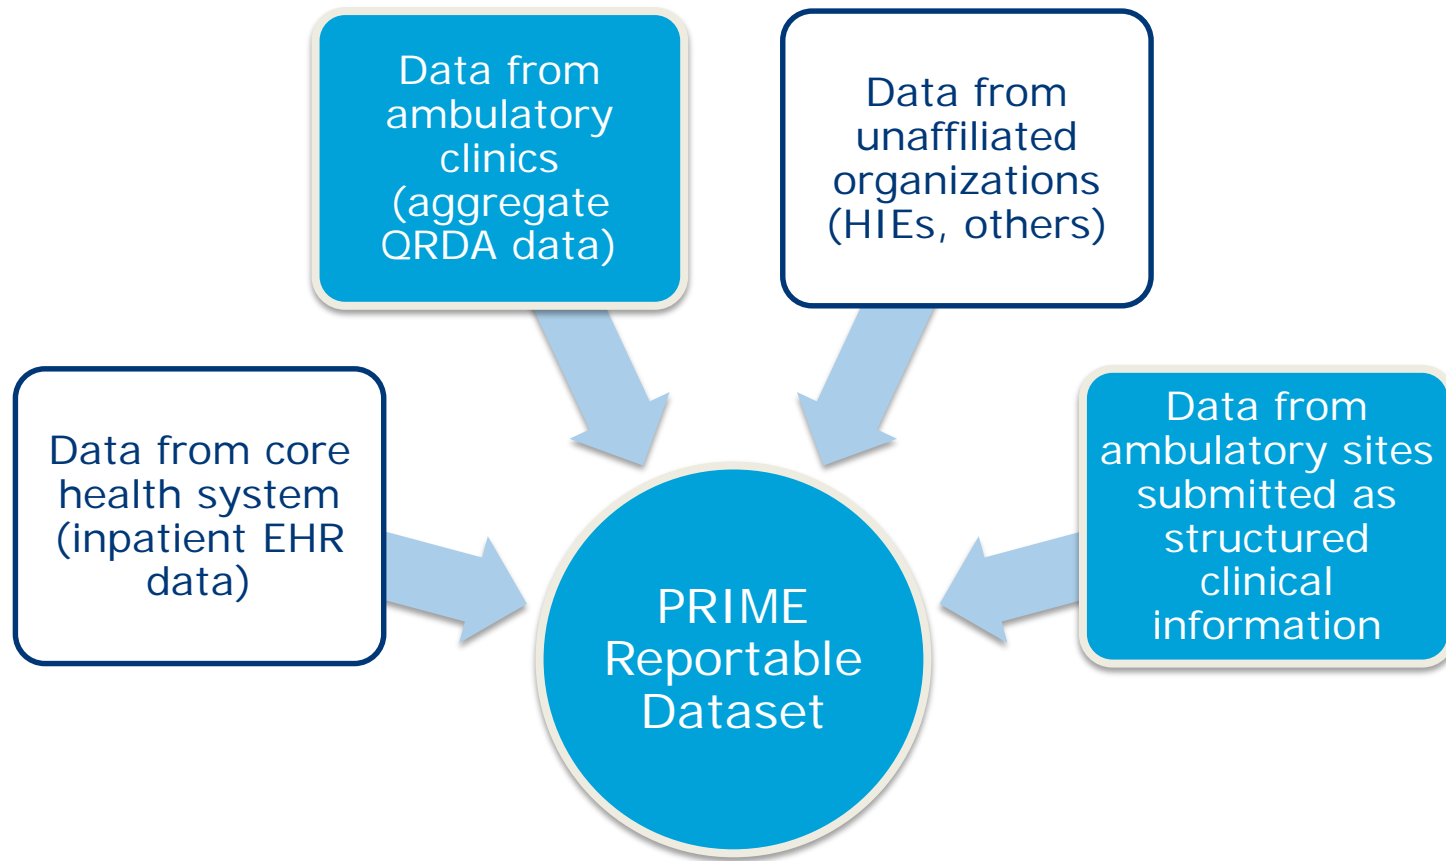 Data from
ambulatory
clinics
(aggregate
QRDA data)
Data from
unaffiliated
organizations
(HIEs, others)
Data from core
health system
(inpatient EHR
data)
Data from
ambulatory sites
submitted as
structured
clinical
information
PRIME
Reportable
Dataset